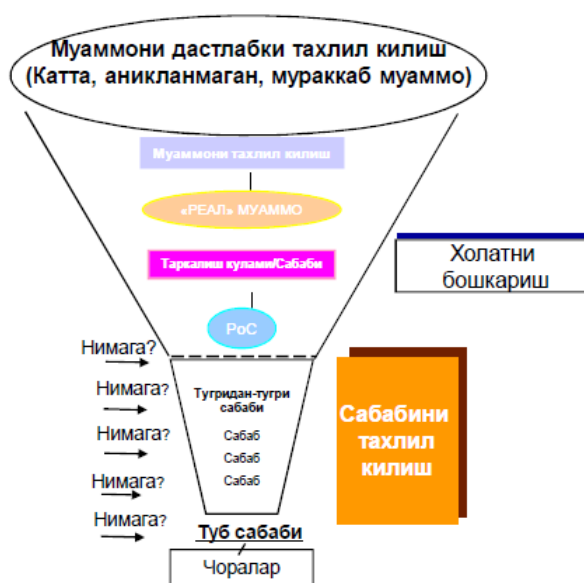 Муаммони дастлабки тахлил килиш
(Катта, аникланмаган, мураккаб муаммо)
Муаммони тахлил килиш
«РЕАЛ» МУАММО
Таркалиш кулами/Сабаби
РоС
Холатни
бошкариш
Нимага?
Нимага?
Нимага?
Нимага?
Нимага?
Тугридан-тугри
сабаби
Сабаб
Сабаб
Сабаб
Сабабини
тахлил
килиш
Туб сабаби
Чоралар